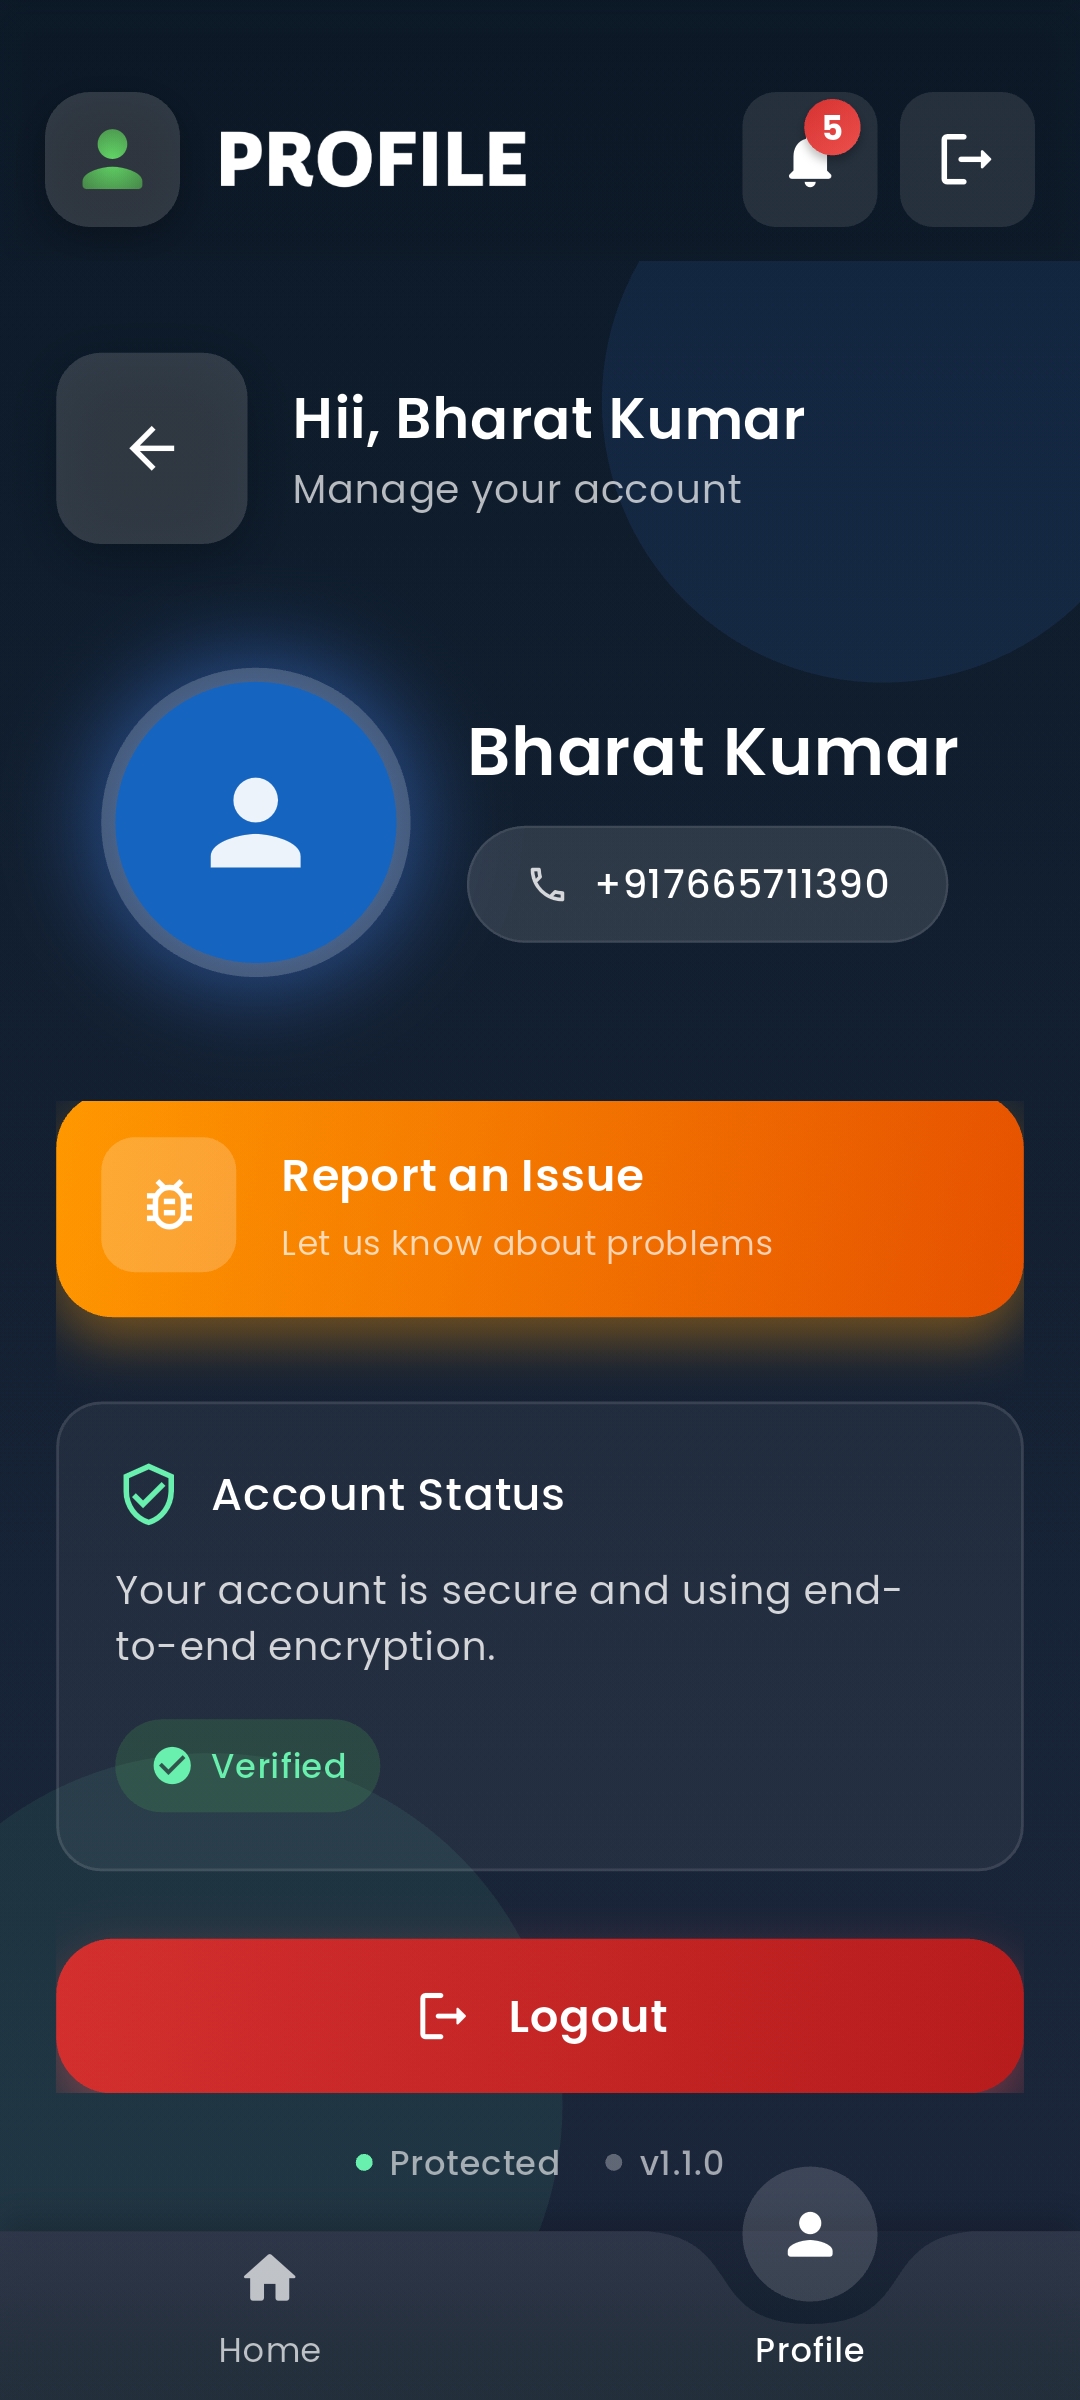 PROFILE
5
Hii, Bharat Kumar
Manage your account
Bharat Kumar
+917665711390
Report an Issue
Let us know about problems
Account Status
Your account is secure and using end-
to-end encryption.
Verified
Logout
Protected
v1.1.0
Home
Profile